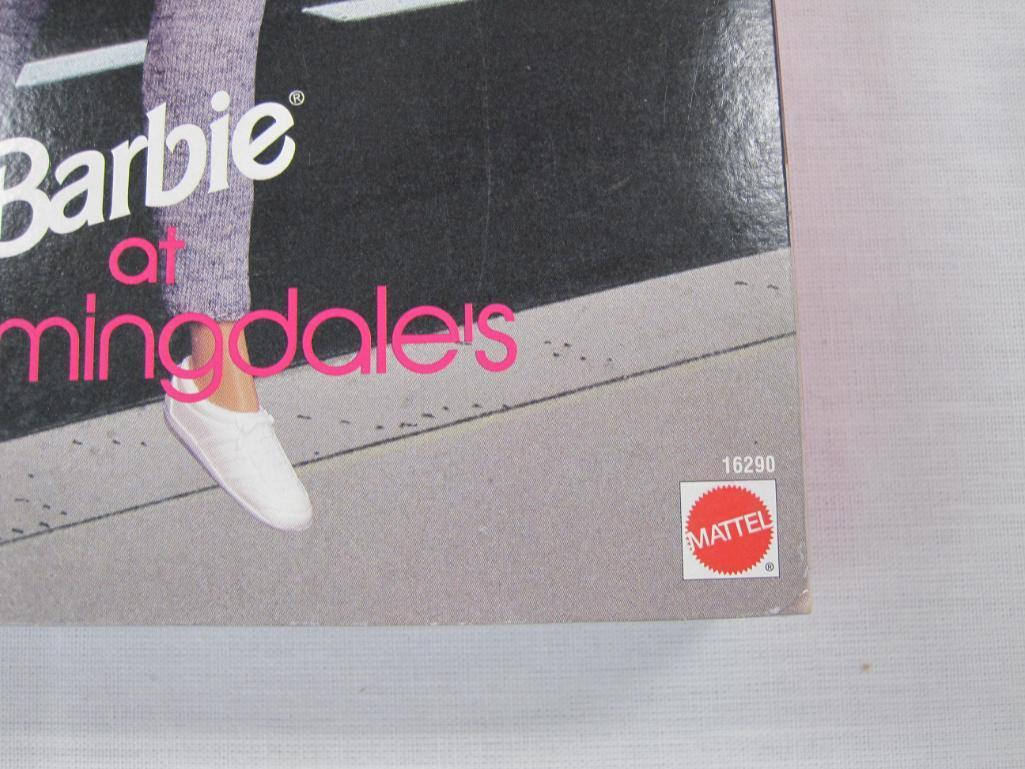 Barbie®
at
mingdale's
16290
MATTEL
®